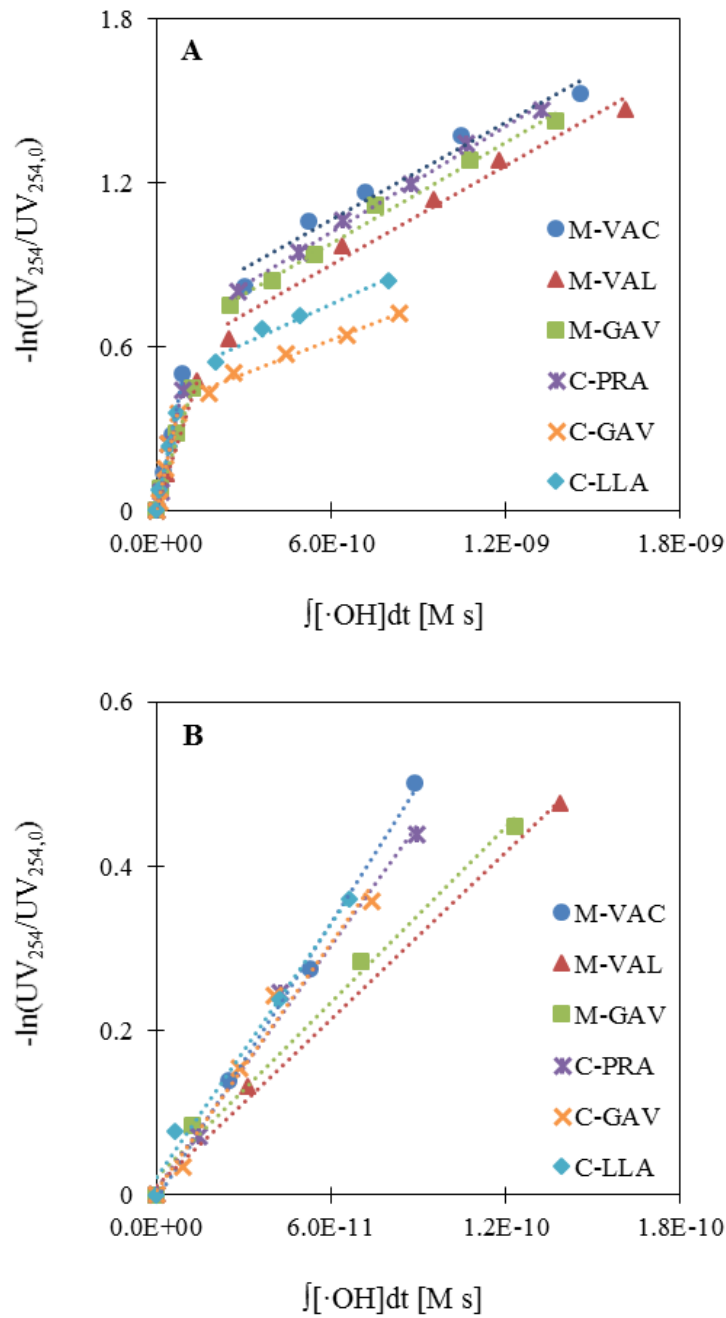 A
-ln(UV254/UV254,0)
1.8
1.2
0.6
0
0.0E+00
6.0E-10
1.2E-09
1.8E-09
M-VAC
M-VAL
M-GAV
C-PRA
C-GAV
C-LLA
∫[·OH]dt [M s]
B
-ln(UV254/UV254,0)
0.6
0.4
0.2
0
0.0E+00
6.0E-11
1.2E-10
1.8E-10
M-VAC
M-VAL
M-GAV
C-PRA
C-GAV
C-LLA
∫[·OH]dt [M s]